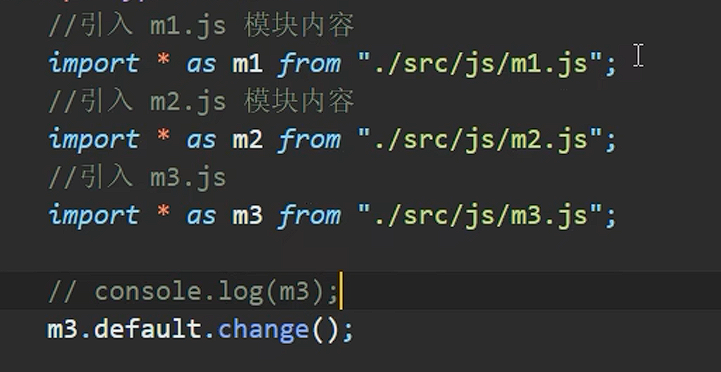 //引入 m1.js 模块内容
import * as m1 from "./src/js/m1.js";
//引入 m2.js 模块内容
import * as m2 from "./src/js/m2.js";
//引入 m3.js
import * as m3 from "./src/js/m3.js";
// console.log(m3);
m3.default.change();